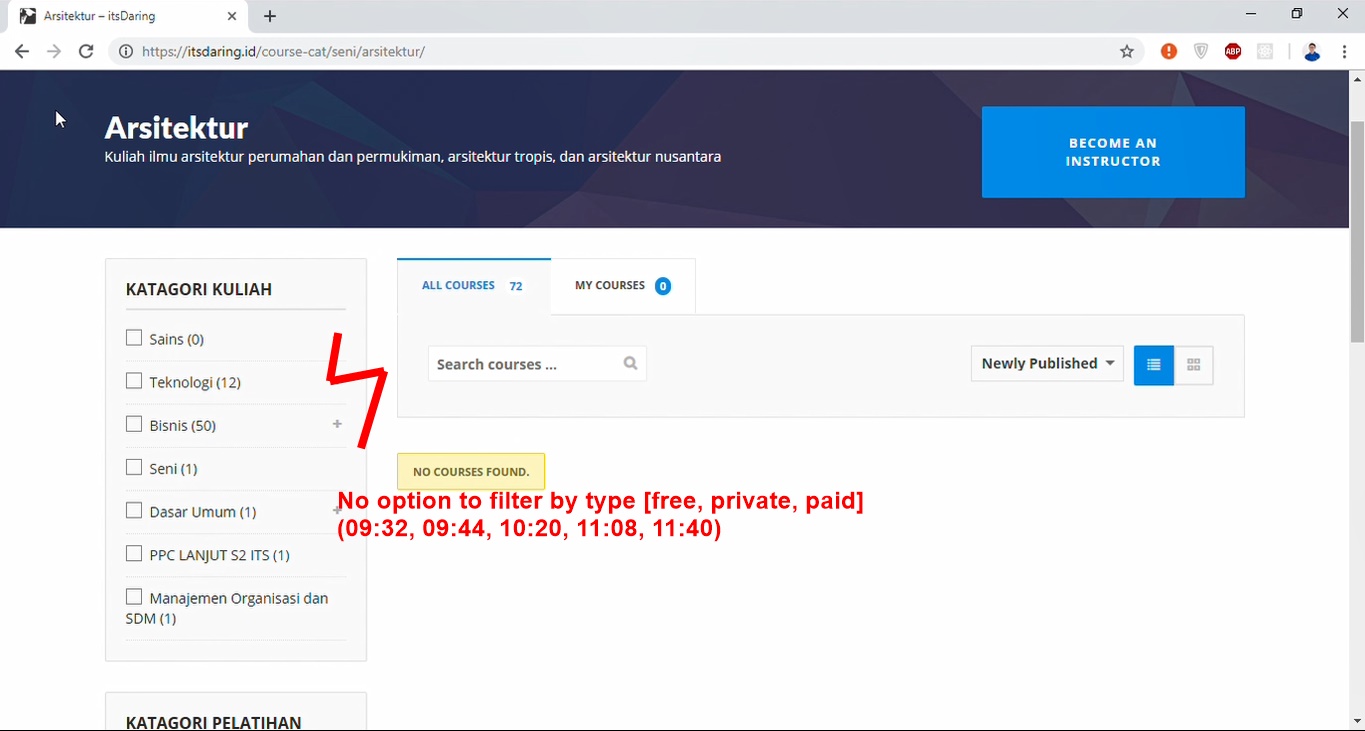 Arsitektur – itsDaring
https://itsdaring.id/course-cat/seni/arsitektur/
ABP
Arsitektur
Kuliah ilmu arsitektur perumahan dan permukiman, arsitektur tropis, dan arsitektur nusantara
BECOME AN
INSTRUCTOR
KATAGORI KULIAH
Sains (0)
Teknologi (12)
Bisnis (50)
+
Seni (1)
Dasar Umum (1)
+
PPC LANJUT S2 ITS (1)
Manajemen Organisasi dan
SDM (1)
KATAGORI PELATIHAN
ALL COURSES 72
MY COURSES 0
Search courses ...
Newly Published
NO COURSES FOUND.
No option to filter by type [free, private, paid]
(09:32, 09:44, 10:20, 11:08, 11:40)